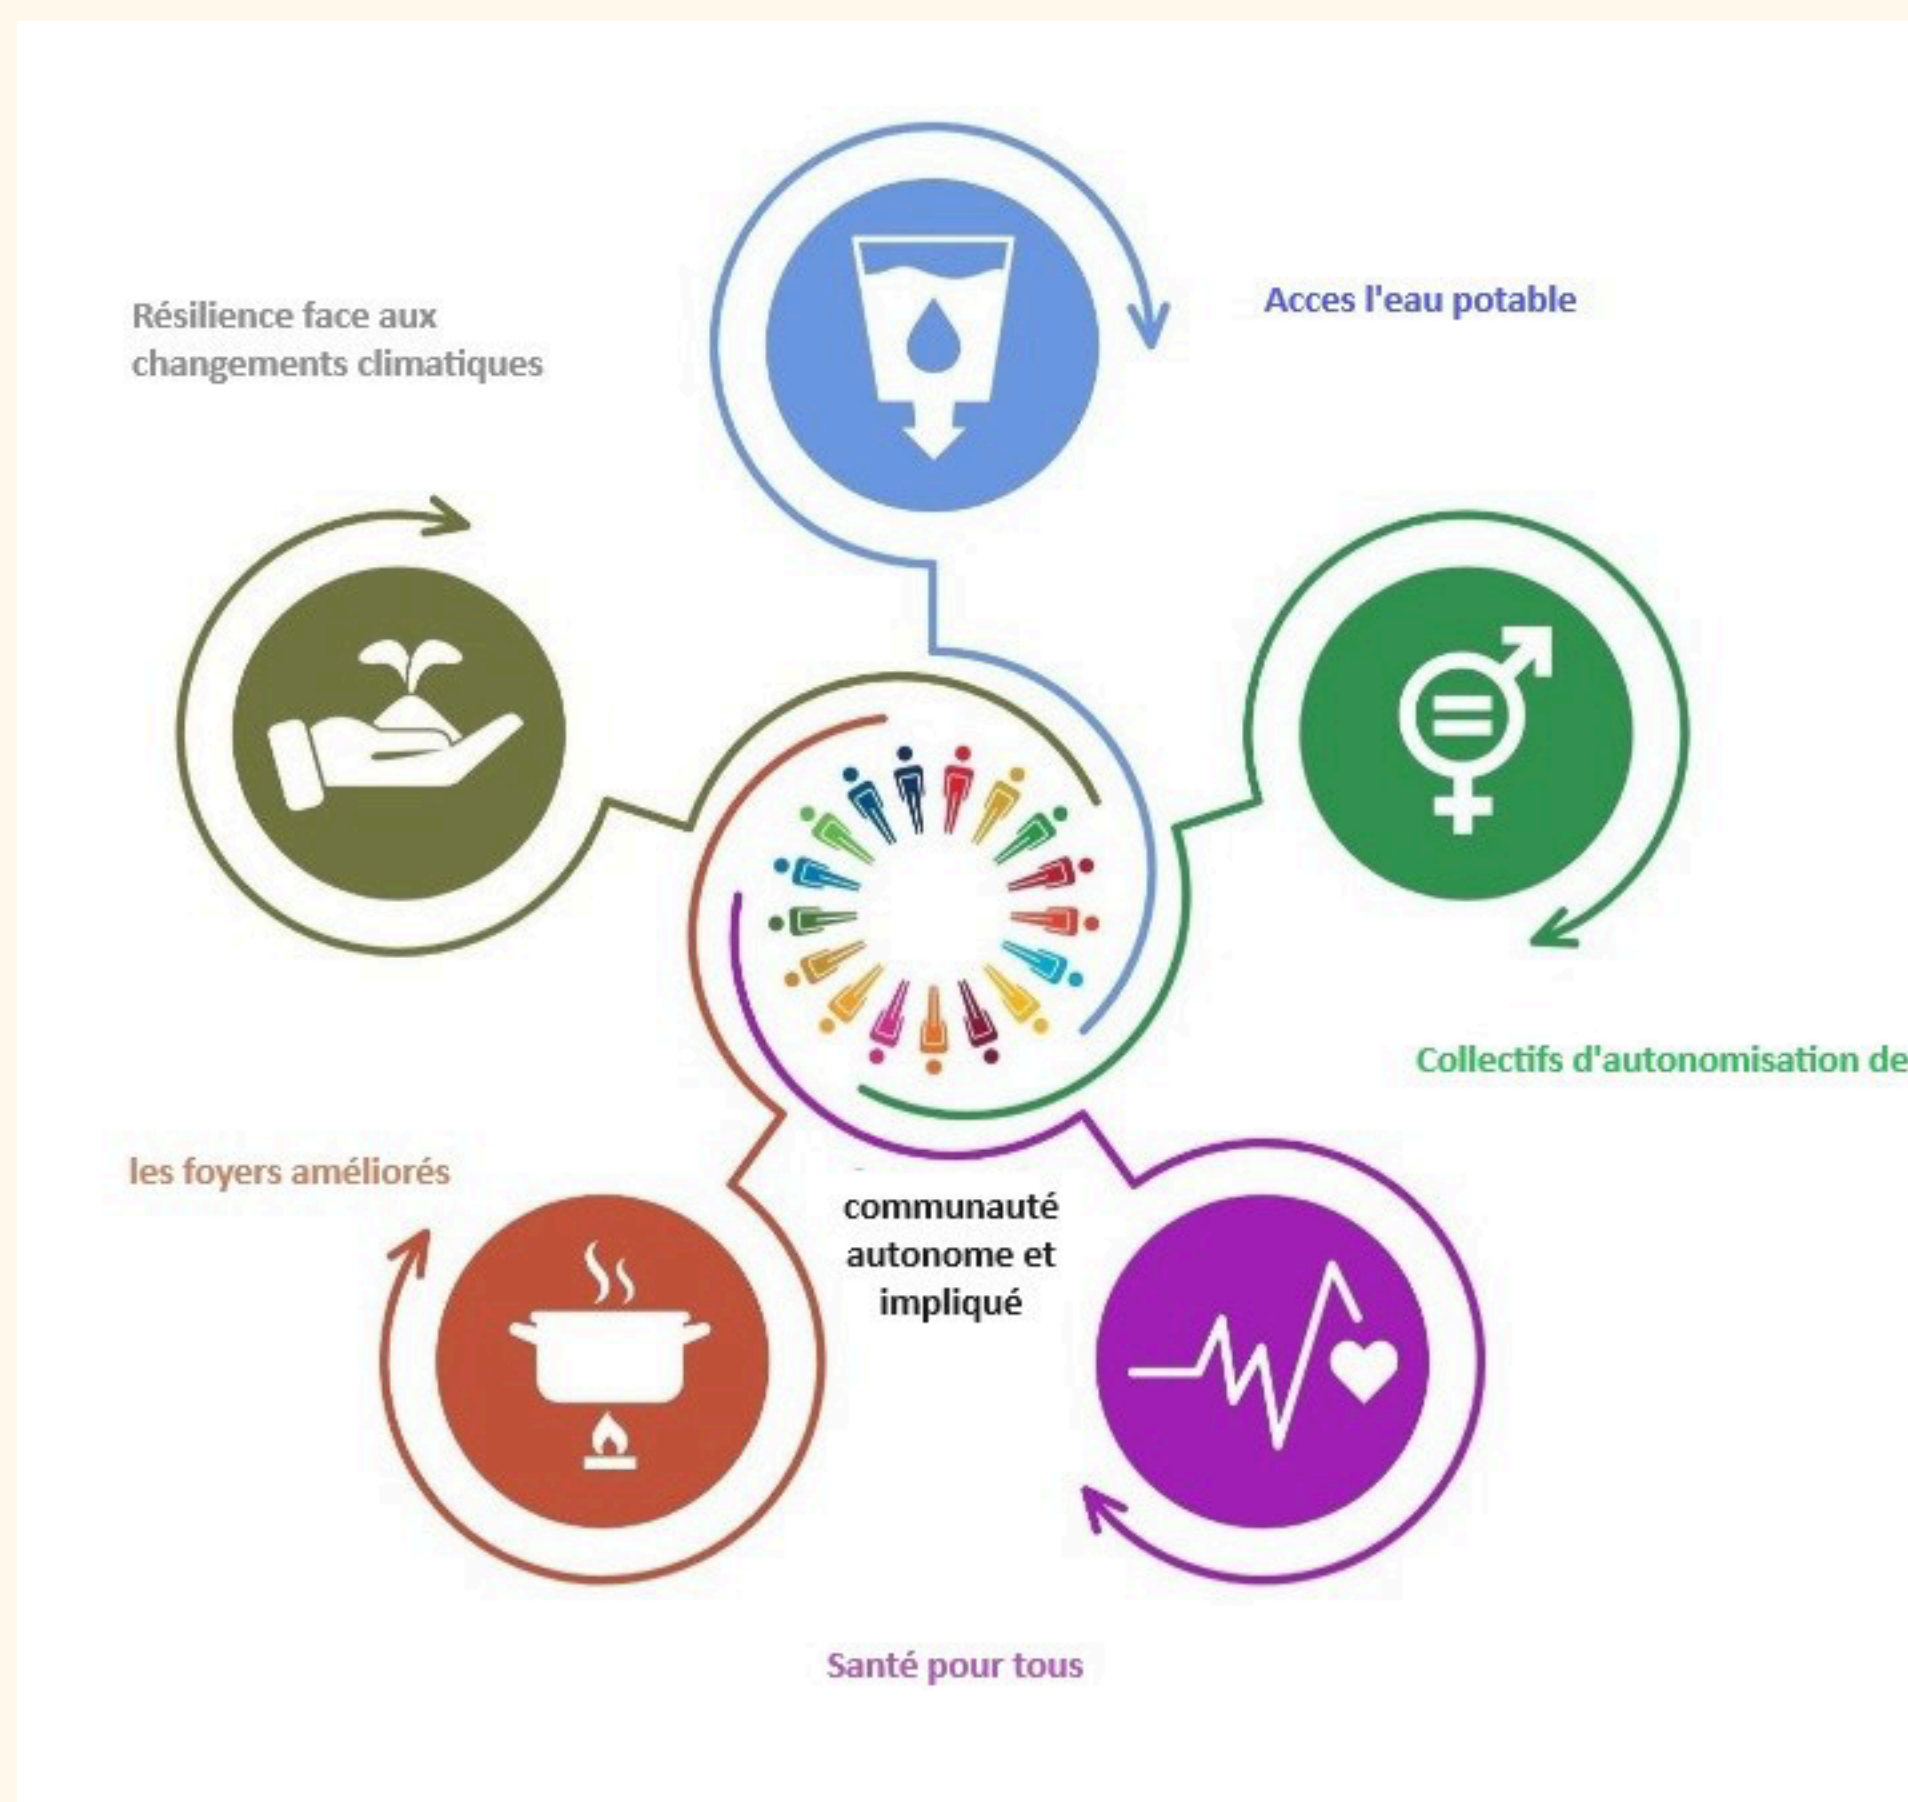 Acces l'eau potable
Résilience face aux
changements climatiques
Collectifs d'autonomisation de
les foyers améliorés
communauté
autonome et
impliqué
Santé pour tous